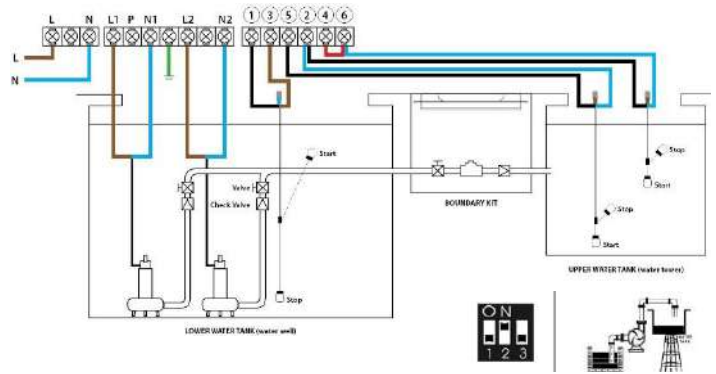 L N L1 P N1 L2 N2 1 3 5 2 4 6
L
N
Start
Stop
Start
Valve
Check Valve
Stop
Stop
Start
BOUNDARY KIT
UPPER WATER TANK (water tower)
LOWER WATER TANK (water well)
ON
1 2 3